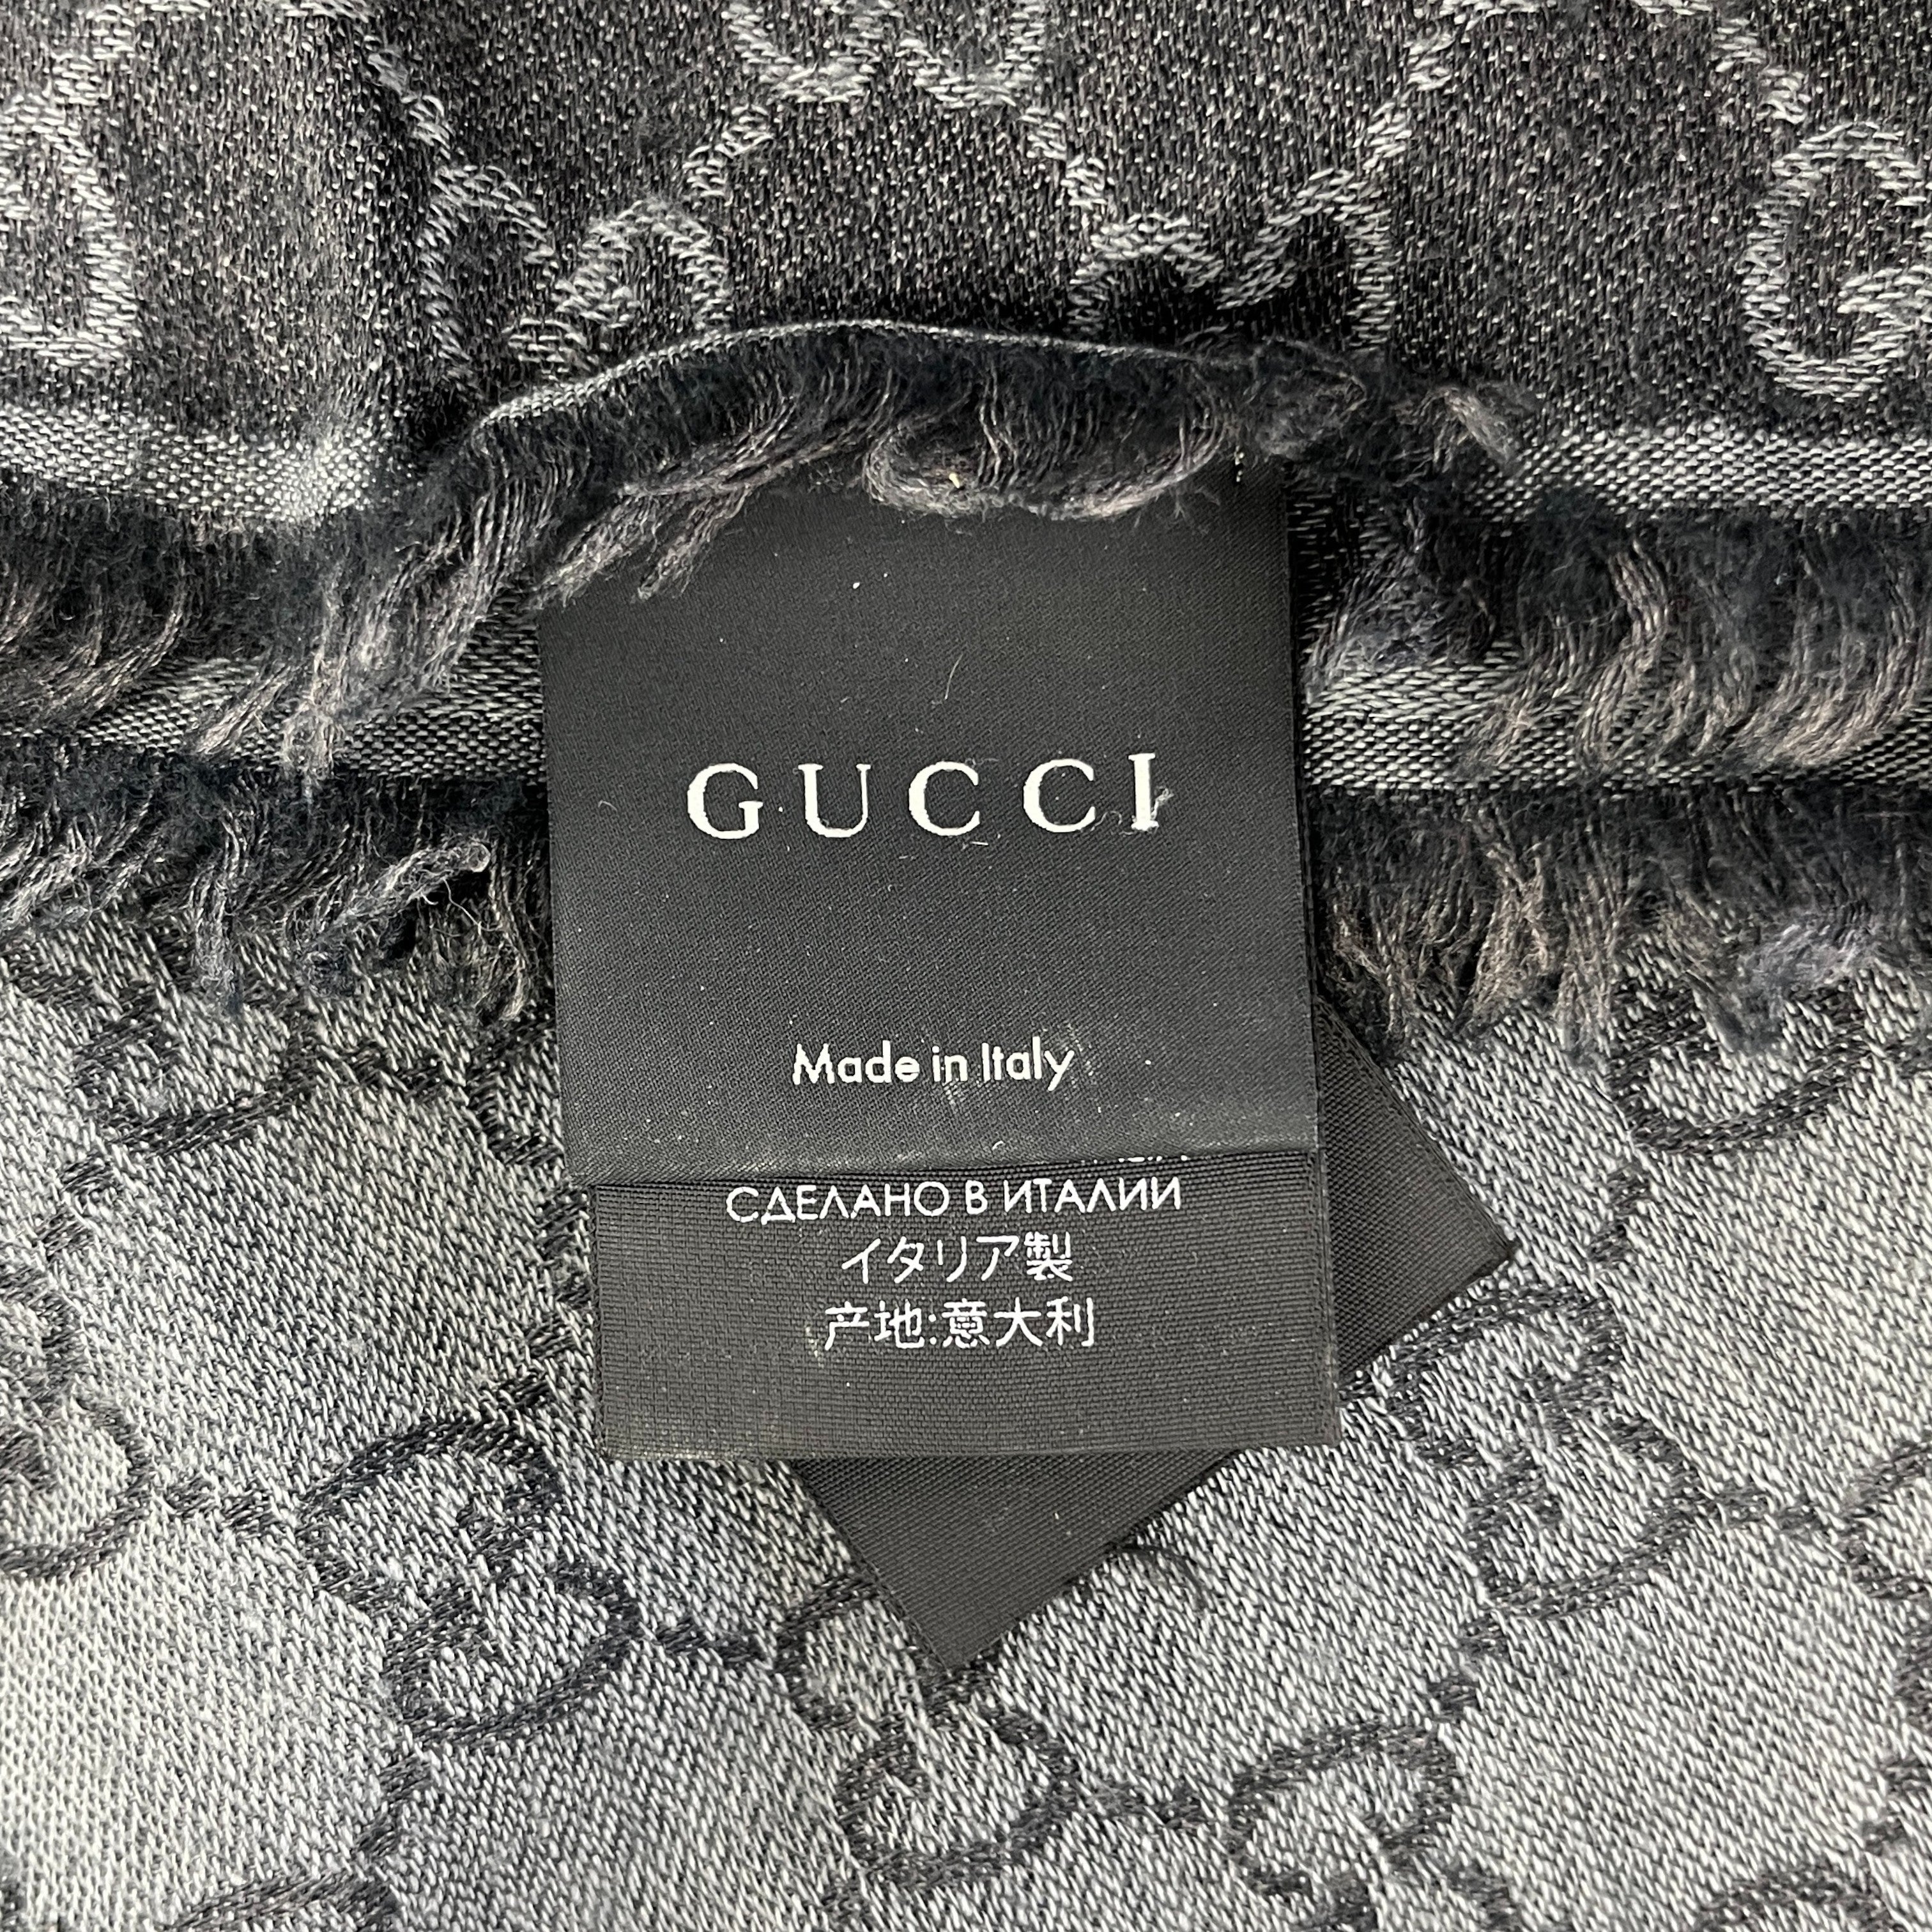 GUCCI
Made in Italy
СДЕЛАНО В ИТАЛИИ
イタリア製
产地:意大利